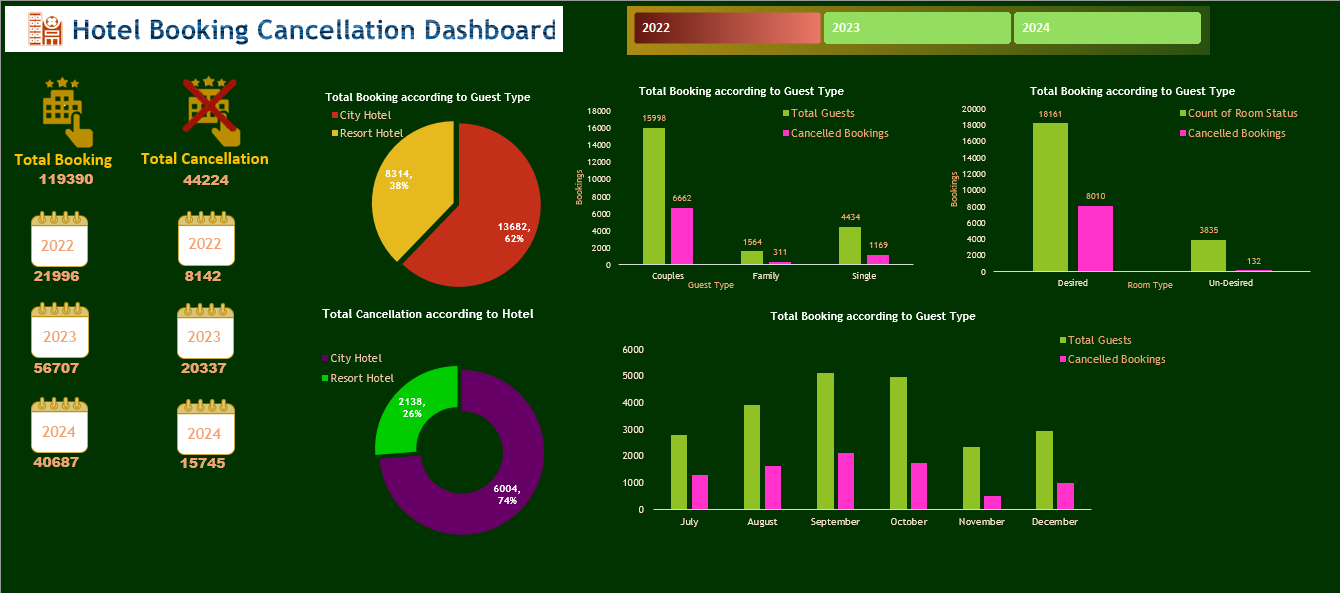 Hotel Booking Cancellation Dashboard
2022
2023
2024
Total Booking
119390
Total Cancellation
44224
2022
21996
2022
8142
2023
56707
2023
20337
2024
40687
2024
15745
Total Booking according to Guest Type
City Hotel
Resort Hotel
8314,
38%
13682,
62%
Total Cancellation according to Hotel
City Hotel
Resort Hotel
2138,
26%
6004,
74%
Total Booking according to Guest Type
Total Guests
Cancelled Bookings
Bookings
18000
16000
14000
12000
10000
8000
6000
4000
2000
0
15998
6662
1564
311
4434
1169
Couples
Family
Single
Guest Type
Total Booking according to Guest Type
Count of Room Status
Cancelled Bookings
Bookings
20000
18000
16000
14000
12000
10000
8000
6000
4000
2000
0
18161
8010
3835
132
Desired
Un-Desired
Room Type
Total Booking according to Guest Type
Total Guests
Cancelled Bookings
6000
5000
4000
3000
2000
1000
0
July
August
September
October
November
December